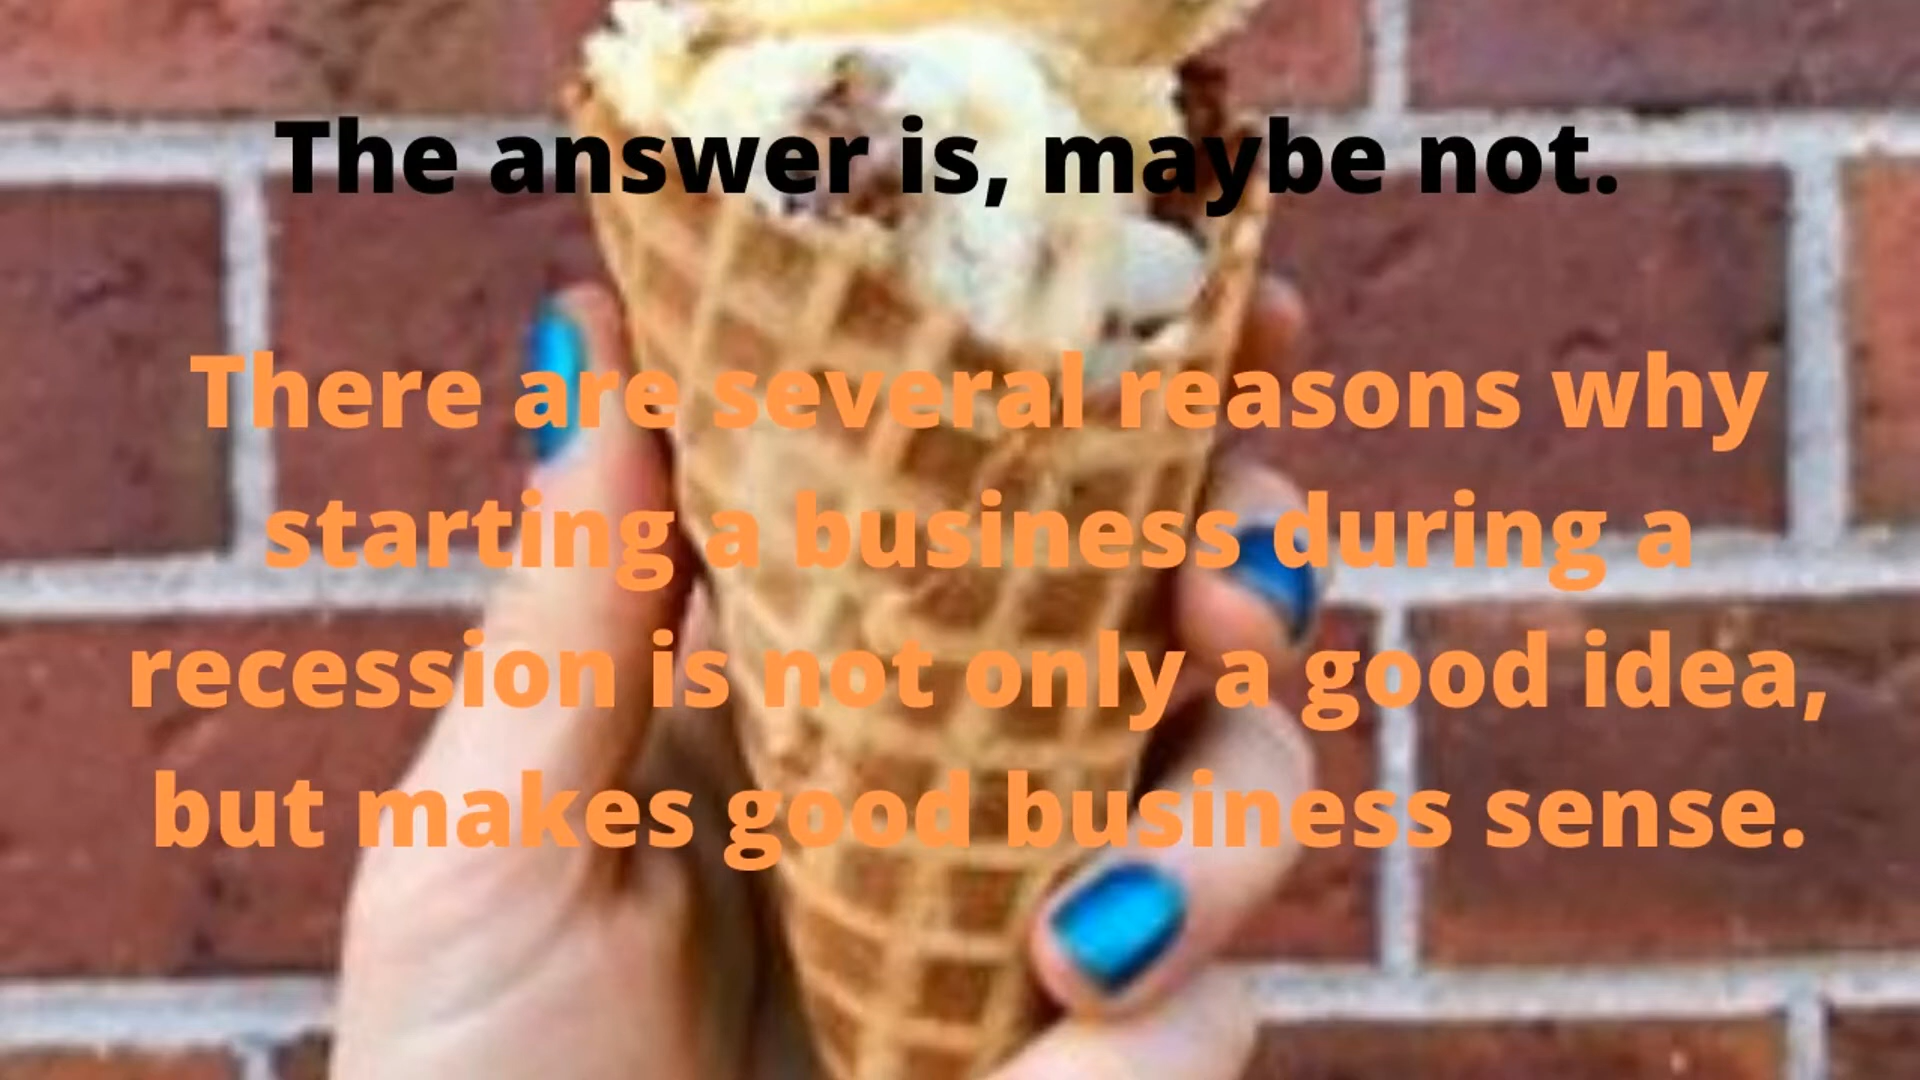 The answer is, maybe not.
There are several reasons why
starting a business during a
recession is not only a good idea,
but makes good business sense.